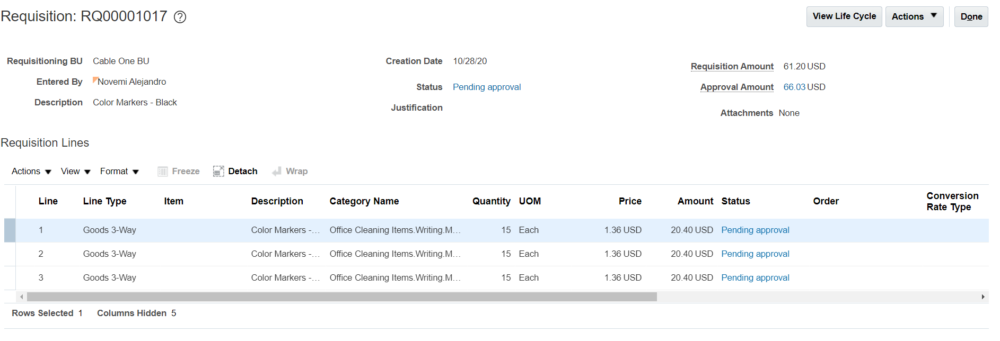 Requisition: RQ00001017 ?
View Life Cycle Actions Done
Requisitioning BU Cable One BU
Entered By Novemi Alejandro
Description Color Markers - Black
Creation Date 10/28/20
Status Pending approval
Justification
Requisition Amount 61.20 USD
Approval Amount 66.03 USD
Attachments None
Requisition Lines
Actions View Format Freeze Detach Wrap
Line Line Type Item Description Category Name Quantity UOM Price Amount Status Order Conversion Rate Type
1 Goods 3-Way Color Markers -... Office Cleaning Items.Writing.M... 15 Each 1.36 USD 20.40 USD Pending approval
2 Goods 3-Way Color Markers -... Office Cleaning Items.Writing.M... 15 Each 1.36 USD 20.40 USD Pending approval
3 Goods 3-Way Color Markers -... Office Cleaning Items.Writing.M... 15 Each 1.36 USD 20.40 USD Pending approval
Rows Selected 1 Columns Hidden 5